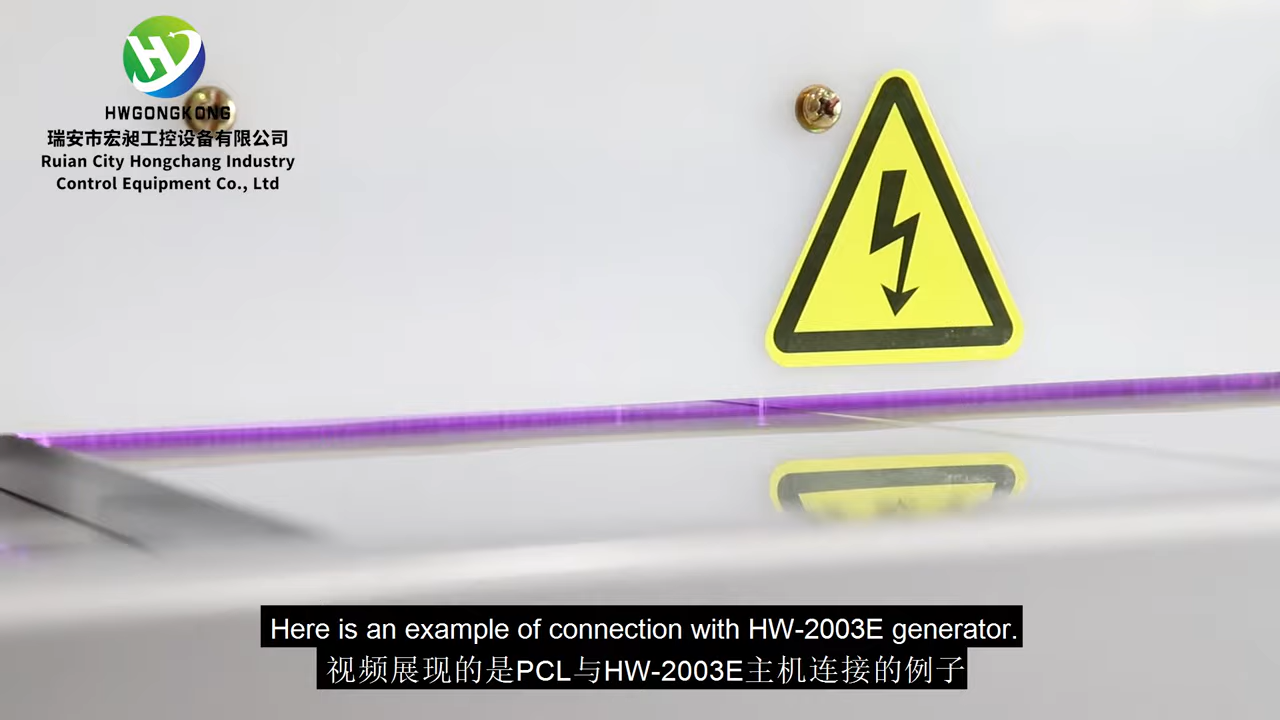 HWGONGKONG
瑞安市宏昶工控设备有限公司
Ruian City Hongchang Industry
Control Equipment Co., Ltd
Here is an example of connection with HW-2003E generator.
视频展现的是PCL与HW-2003E主机连接的例子